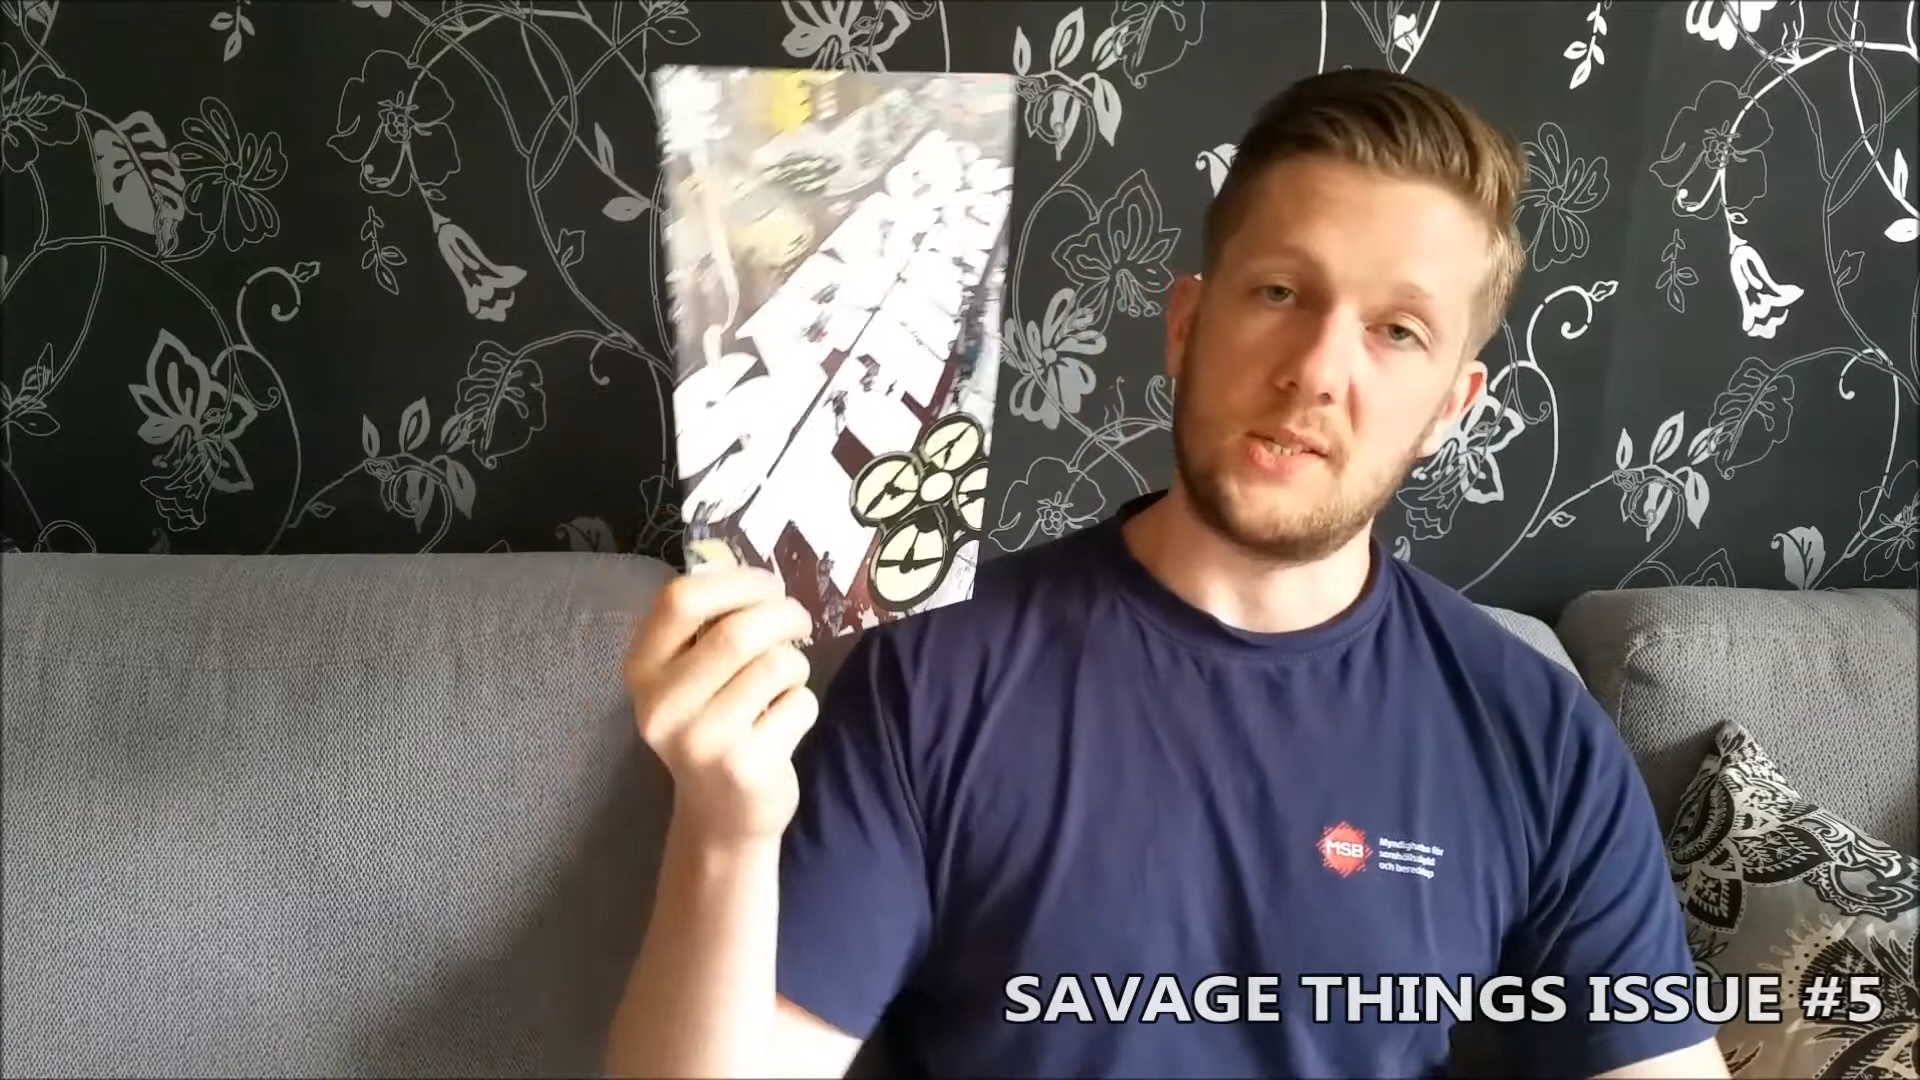 MSB
Myndigheten för
samhällsskydd
och beredskap
SAVAGE THINGS ISSUE #5